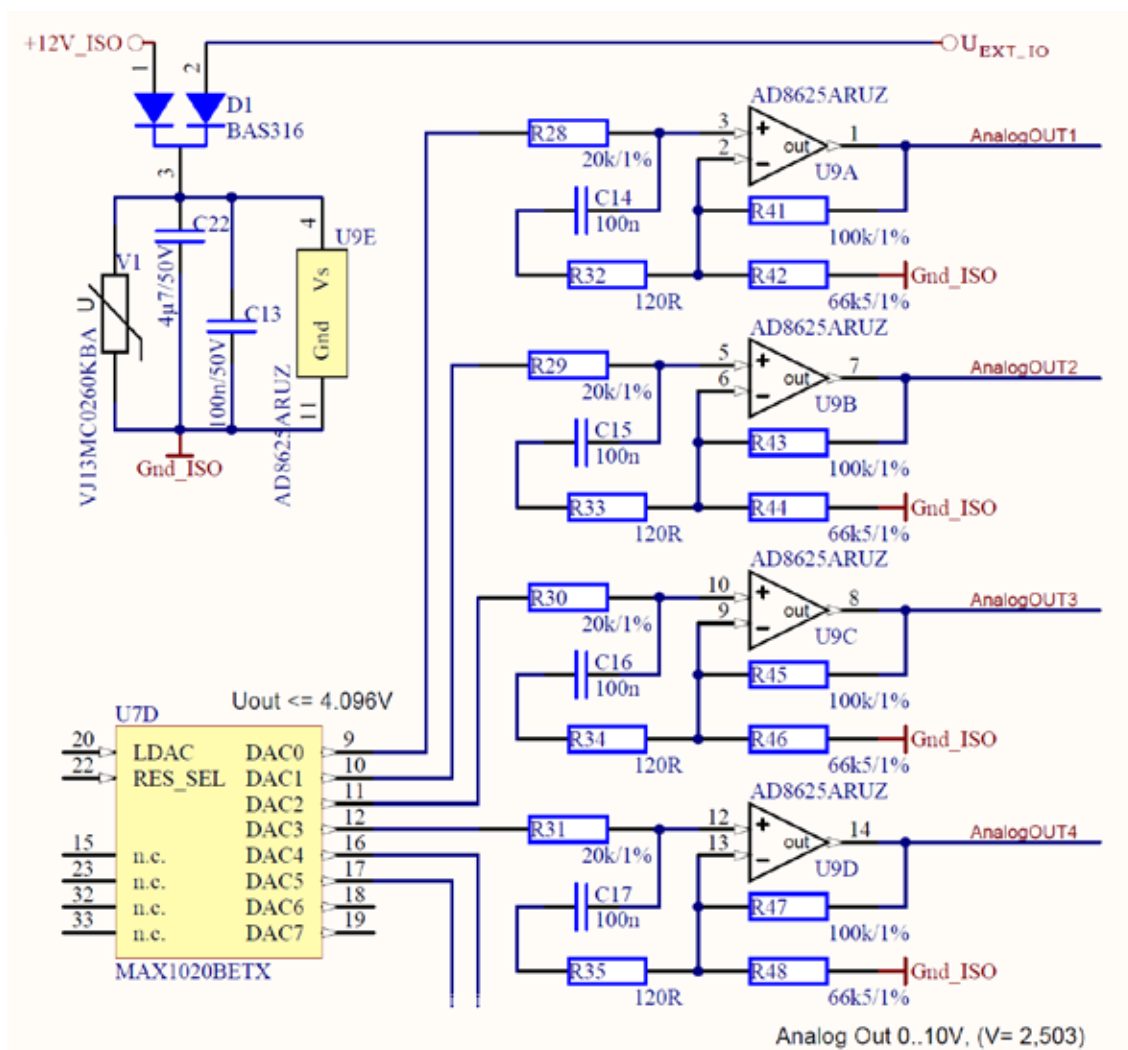 +12V_ISO
U EXT_IO
1
2
D1
BAS316
3
C22
4µ7/50V
C13
100n/50V
4
U9E
Vs
Gnd
11
AD8625ARUZ
V1
U
VJ13MC0260KBA
Gnd_ISO
AD8625ARUZ
R28
20k/1%
3
2
+
-
out
1
U9A
AnalogOUT1
C14
100n
R41
100k/1%
R32
120R
R42
66k5/1%
Gnd_ISO
AD8625ARUZ
R29
20k/1%
5
6
+
-
out
7
U9B
AnalogOUT2
C15
100n
R43
100k/1%
R33
120R
R44
66k5/1%
Gnd_ISO
AD8625ARUZ
R30
20k/1%
10
9
+
-
out
8
U9C
AnalogOUT3
C16
100n
R45
100k/1%
R34
120R
R46
66k5/1%
Gnd_ISO
AD8625ARUZ
R31
20k/1%
12
13
+
-
out
14
U9D
AnalogOUT4
C17
100n
R47
100k/1%
R35
120R
R48
66k5/1%
Gnd_ISO
Uout <= 4.096V
U7D
20 LDAC DAC0 9
22 RES_SEL DAC1 10
DAC2 11
DAC3 12
15 n.c. DAC4 16
23 n.c. DAC5 17
32 n.c. DAC6 18
33 n.c. DAC7 19
MAX1020BETX
Analog Out 0..10V, (V= 2,503)